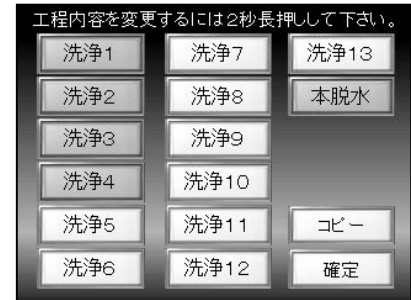 工程内容を変更するには2秒長押しして下さい。
洗浄1
洗浄7
洗浄13
洗浄2
洗浄8
本脱水
洗浄3
洗浄9
洗浄4
洗浄10
洗浄5
洗浄11
コピー
洗浄6
洗浄12
確定